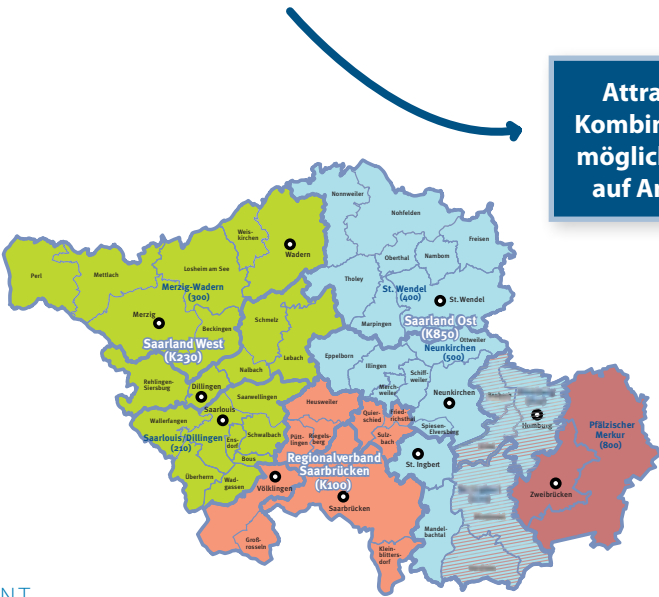 Attra
Kombin
möglich
auf An
Nonnweiler
Nohfelden
Weis-
kirchen
Freisen
Wadern
Oberthal
Namborn
Losheim am See
Mettlach
Perl
Tholey
St. Wendel
(400)
Merzig-Wadern
(300)
St. Wendel
Merzig
Schmelz
Marpingen
Saarland Ost
(K850)
Beckingen
Saarland West
(K230)
Ottweiler
Neunkirchen
(500)
Lebach
Eppelborn
Illingen
Schiff-
weiler
Nalbach
Merch-
weiler
Rehlingen-
Siersburg
Dillingen
Saarwellingen
Neunkirchen
Heusweiler
Saarlouis
Quier-
schied
Fried-
richsthal
Homburg
Wallerfangen
Spiesen-
Elversberg
Pfälzischer
Merkur
(800)
Saarlouis/Dillingen
(210)
Ens-
dorf
Schwalbach
Pütt-
lingen
Riegels-
berg
Sulz-
bach
Bous
Regionalverband
Saarbrücken
(K100)
St. Ingbert
Überherrn
Wad-
gassen
Völklingen
Zweibrücken
Saarbrücken
Mandel-
bachtal
Groß-
rosseln
Klein-
blitters-
dorf